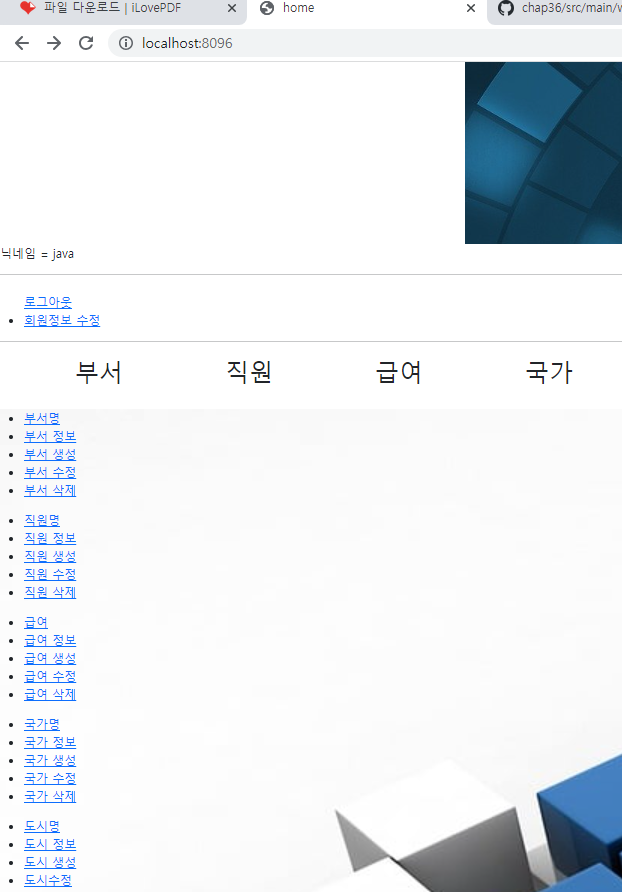 파일 다운로드 | iLovePDF
home
chap36/src/main/w
localhost:8096
닉네임 = java
로그아웃
회원정보 수정
부서 직원 급여 국가
부서명
부서 정보
부서 생성
부서 수정
부서 삭제
직원명
직원 정보
직원 생성
직원 수정
직원 삭제
급여
급여 정보
급여 생성
급여 수정
급여 삭제
국가명
국가 정보
국가 생성
국가 수정
국가 삭제
도시명
도시 정보
도시 생성
도시수정